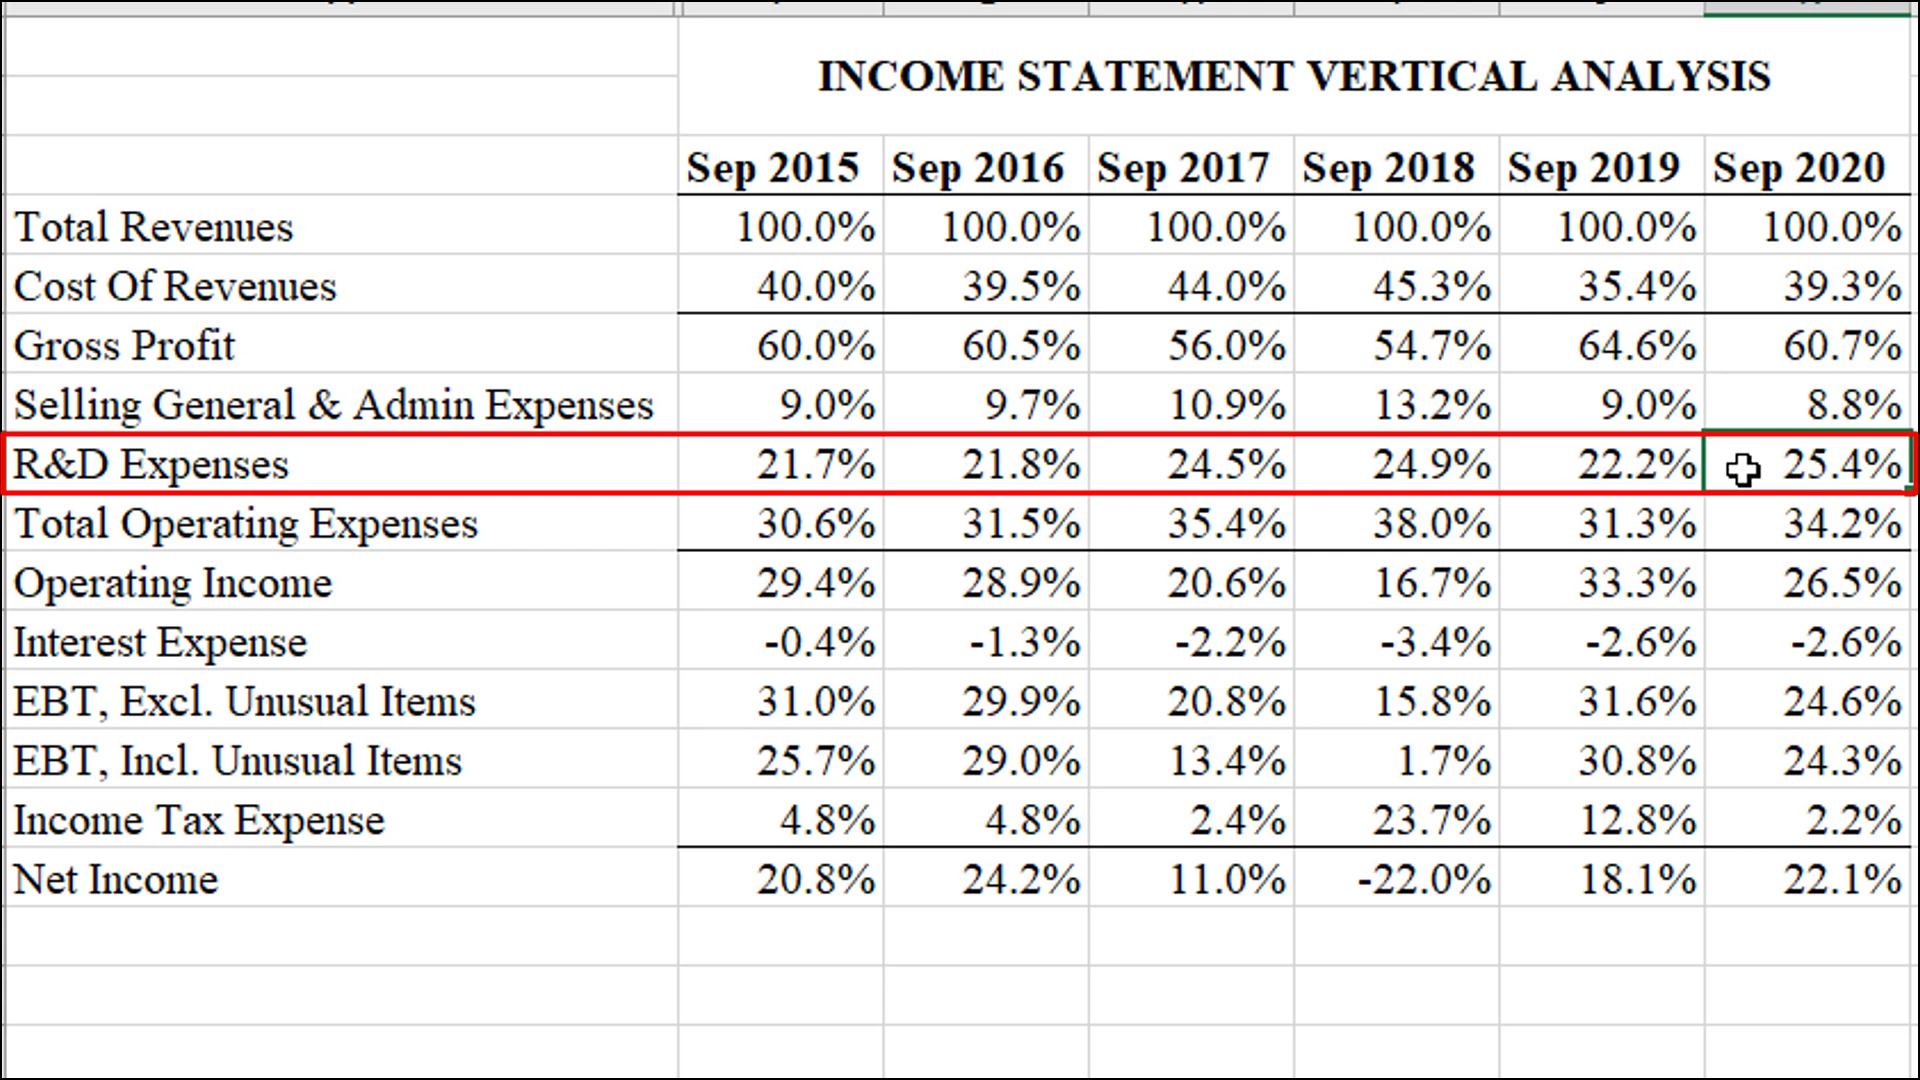 INCOME STATEMENT VERTICAL ANALYSIS
Sep 2015 Sep 2016 Sep 2017 Sep 2018 Sep 2019 Sep 2020
Total Revenues 100.0% 100.0% 100.0% 100.0% 100.0% 100.0%
Cost Of Revenues 40.0% 39.5% 44.0% 45.3% 35.4% 39.3%
Gross Profit 60.0% 60.5% 56.0% 54.7% 64.6% 60.7%
Selling General & Admin Expenses 9.0% 9.7% 10.9% 13.2% 9.0% 8.8%
R&D Expenses 21.7% 21.8% 24.5% 24.9% 22.2% 25.4%
Total Operating Expenses 30.6% 31.5% 35.4% 38.0% 31.3% 34.2%
Operating Income 29.4% 28.9% 20.6% 16.7% 33.3% 26.5%
Interest Expense -0.4% -1.3% -2.2% -3.4% -2.6% -2.6%
EBT, Excl. Unusual Items 31.0% 29.9% 20.8% 15.8% 31.6% 24.6%
EBT, Incl. Unusual Items 25.7% 29.0% 13.4% 1.7% 30.8% 24.3%
Income Tax Expense 4.8% 4.8% 2.4% 23.7% 12.8% 2.2%
Net Income 20.8% 24.2% 11.0% -22.0% 18.1% 22.1%